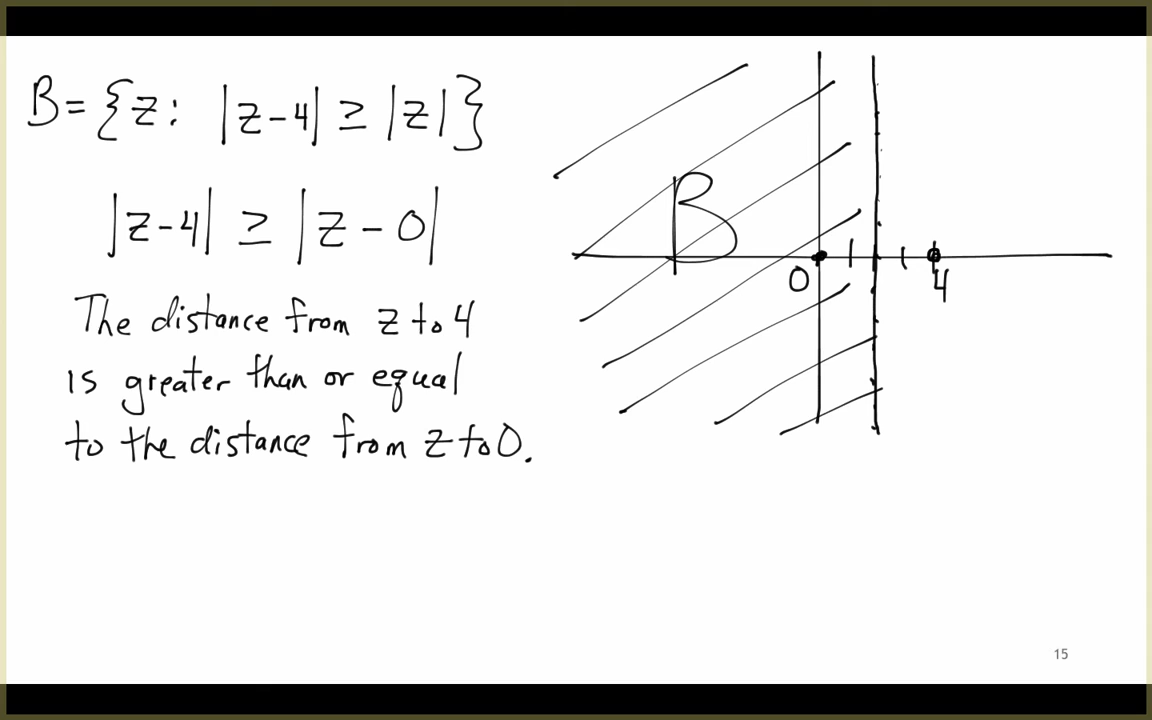 B = {z: |z-4| ≥ |z|}
|z-4| ≥ |z-0|
The distance from z to 4
is greater than or equal
to the distance from z to 0.
B
0
4
15